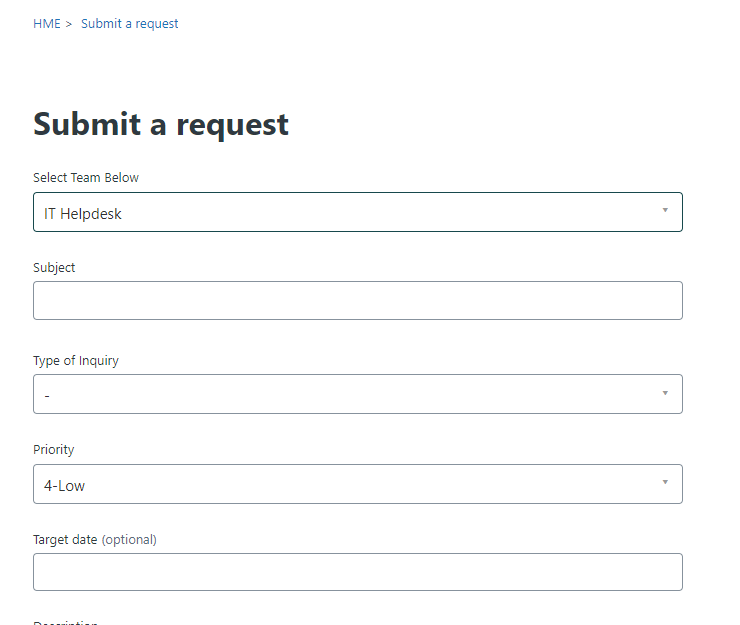 HME > Submit a request
Submit a request
Select Team Below
IT Helpdesk
Subject
Type of Inquiry
-
Priority
4-Low
Target date (optional)
Description